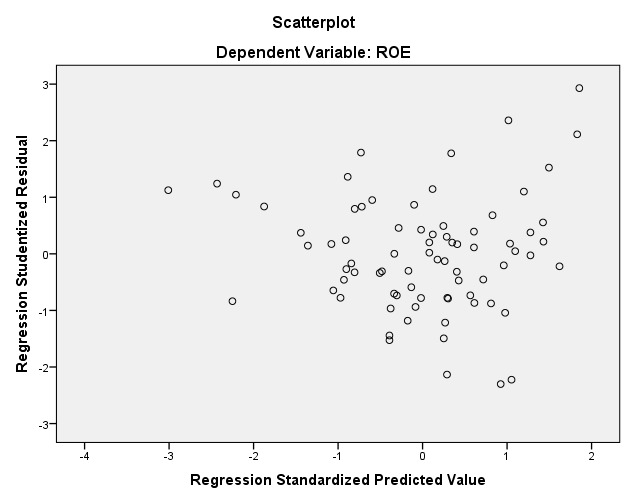 Scatterplot
Dependent Variable: ROE
Regression Studentized Residual
3
2
1
0
-1
-2
-3
-4 -3 -2 -1 0 1 2
Regression Standardized Predicted Value